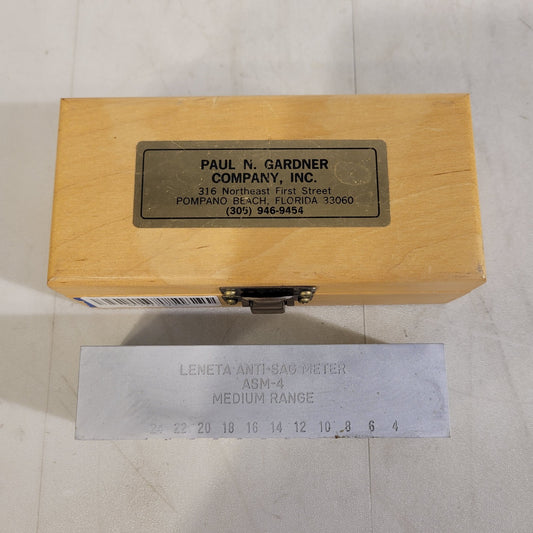 PAUL N. GARDNER
COMPANY, INC.
316 Northeast First Street
POMPANO BEACH, FLORIDA 33060
(305) 946-9454
LENETA ANTI-SAG METER
ASM-4
MEDIUM RANGE
24 22 20 18 16 14 12 10 8 6 4